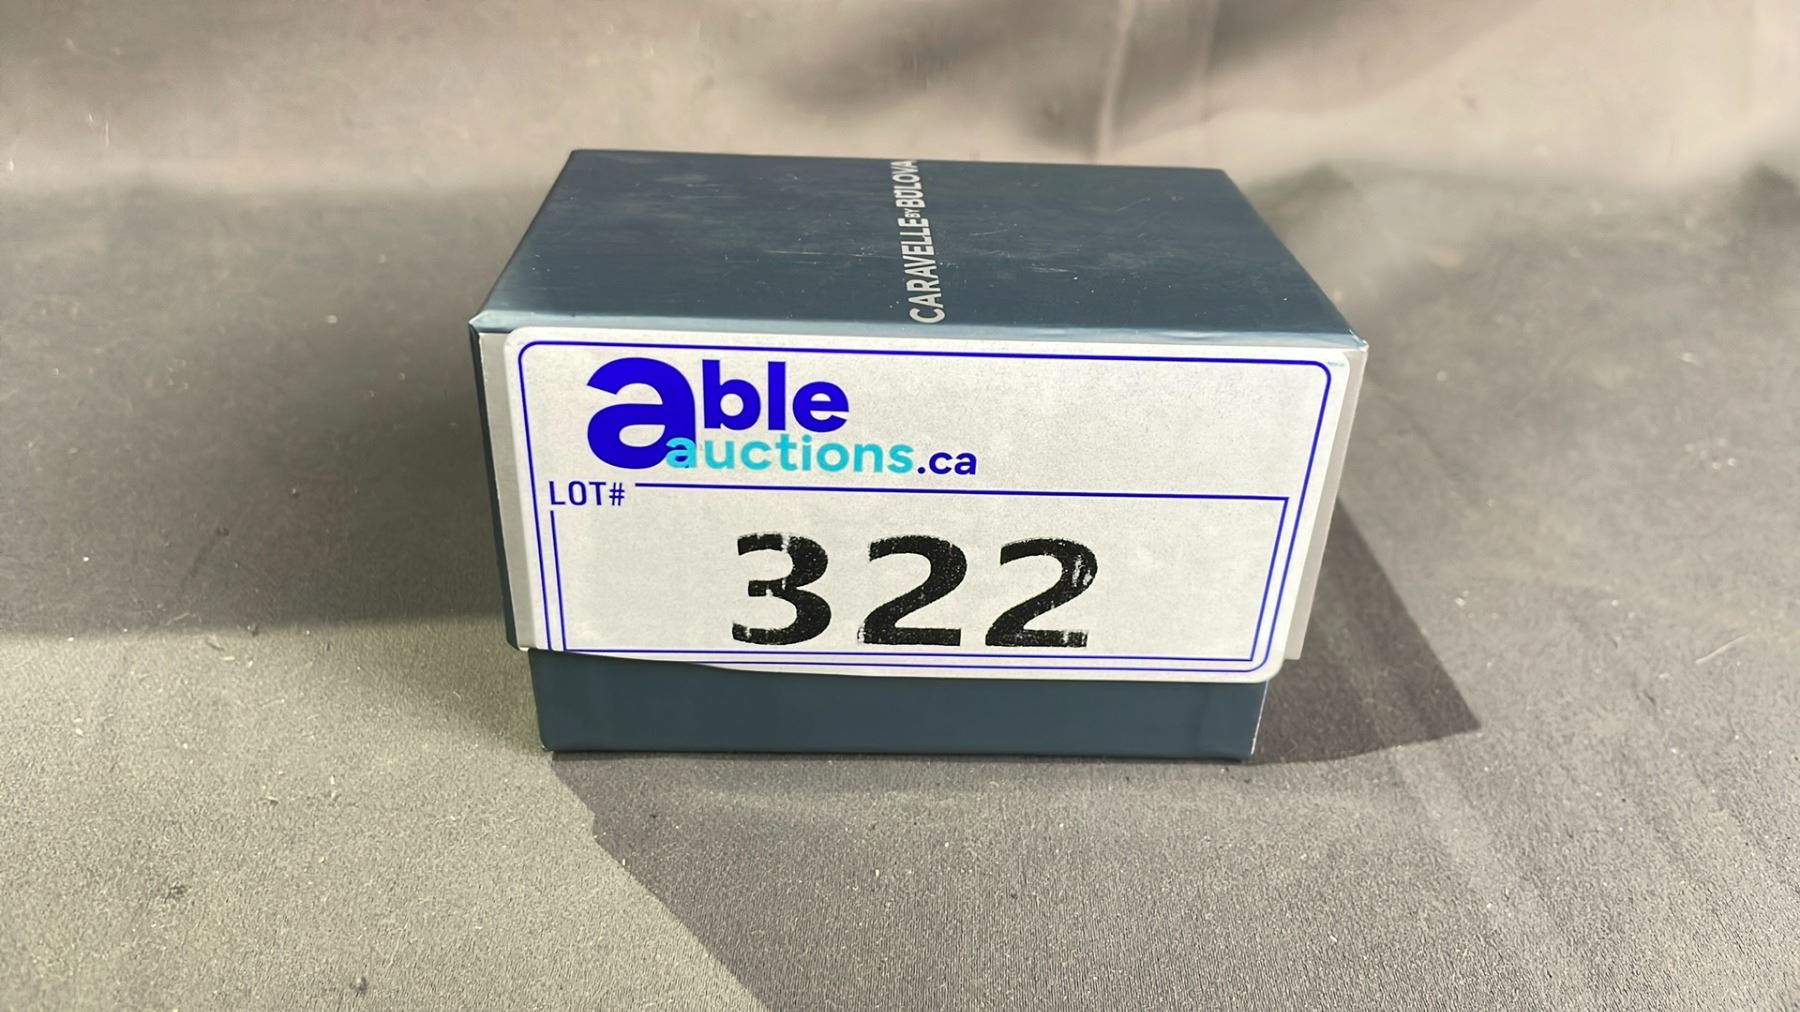 CARAVELLE BY BULOVA
able
auctions.ca
LOT#
322